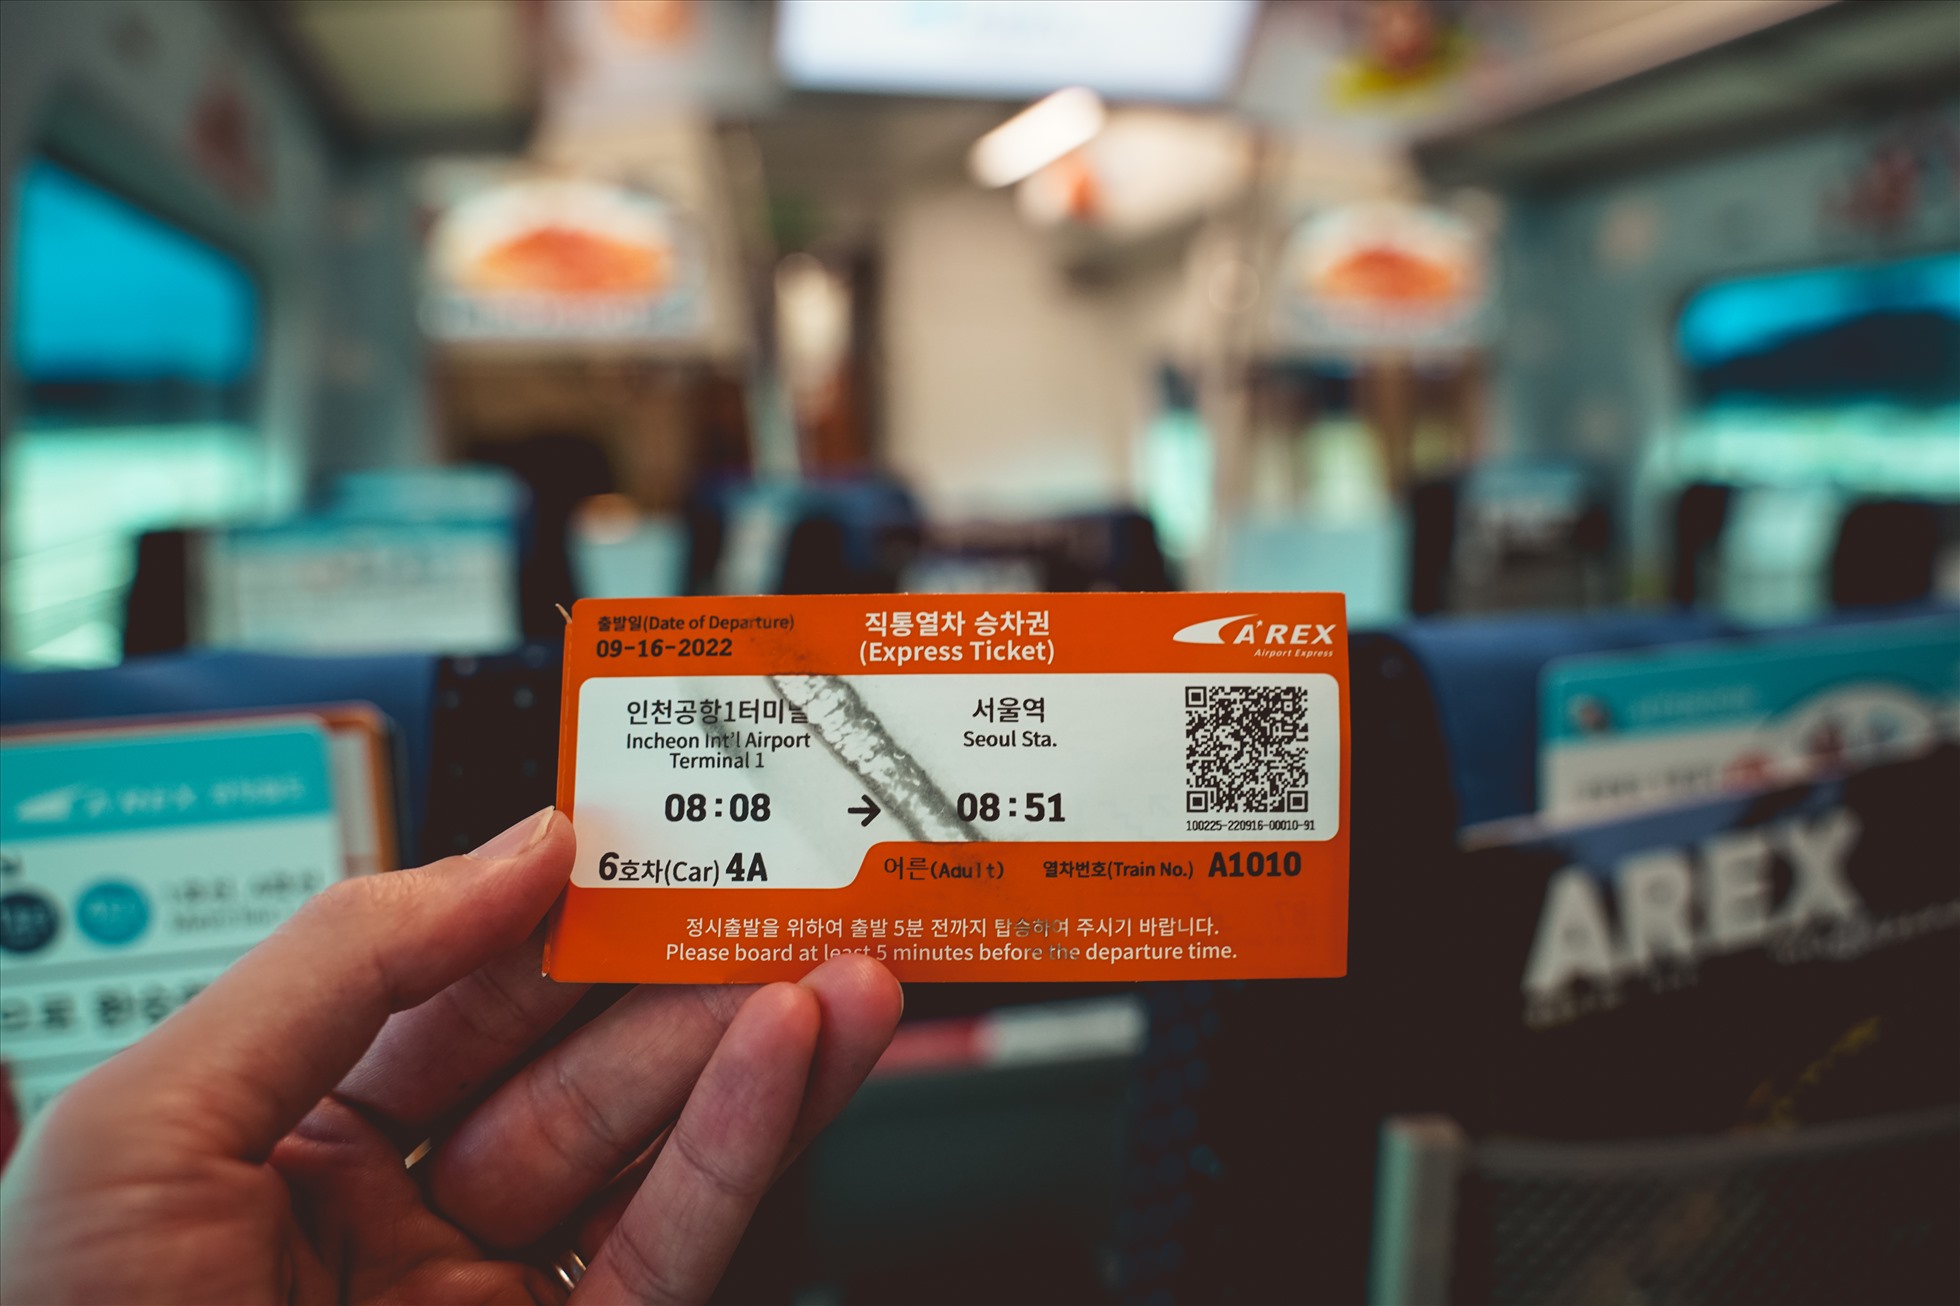 출발일(Date of Departure)
09-16-2022
직통열차 승차권
(Express Ticket)
A'REX
Airport Express
인천공항1터미널
Incheon Int'l Airport
Terminal 1
08:08
→
서울역
Seoul Sta.
08:51
100225-220916-00010-91
6호차(Car) 4A
어른(Adult)
열차번호(Train No.) A1010
정시출발을 위하여 출발 5분 전까지 탑승하여 주시기 바랍니다.
Please board at least 5 minutes before the departure time.
AREX